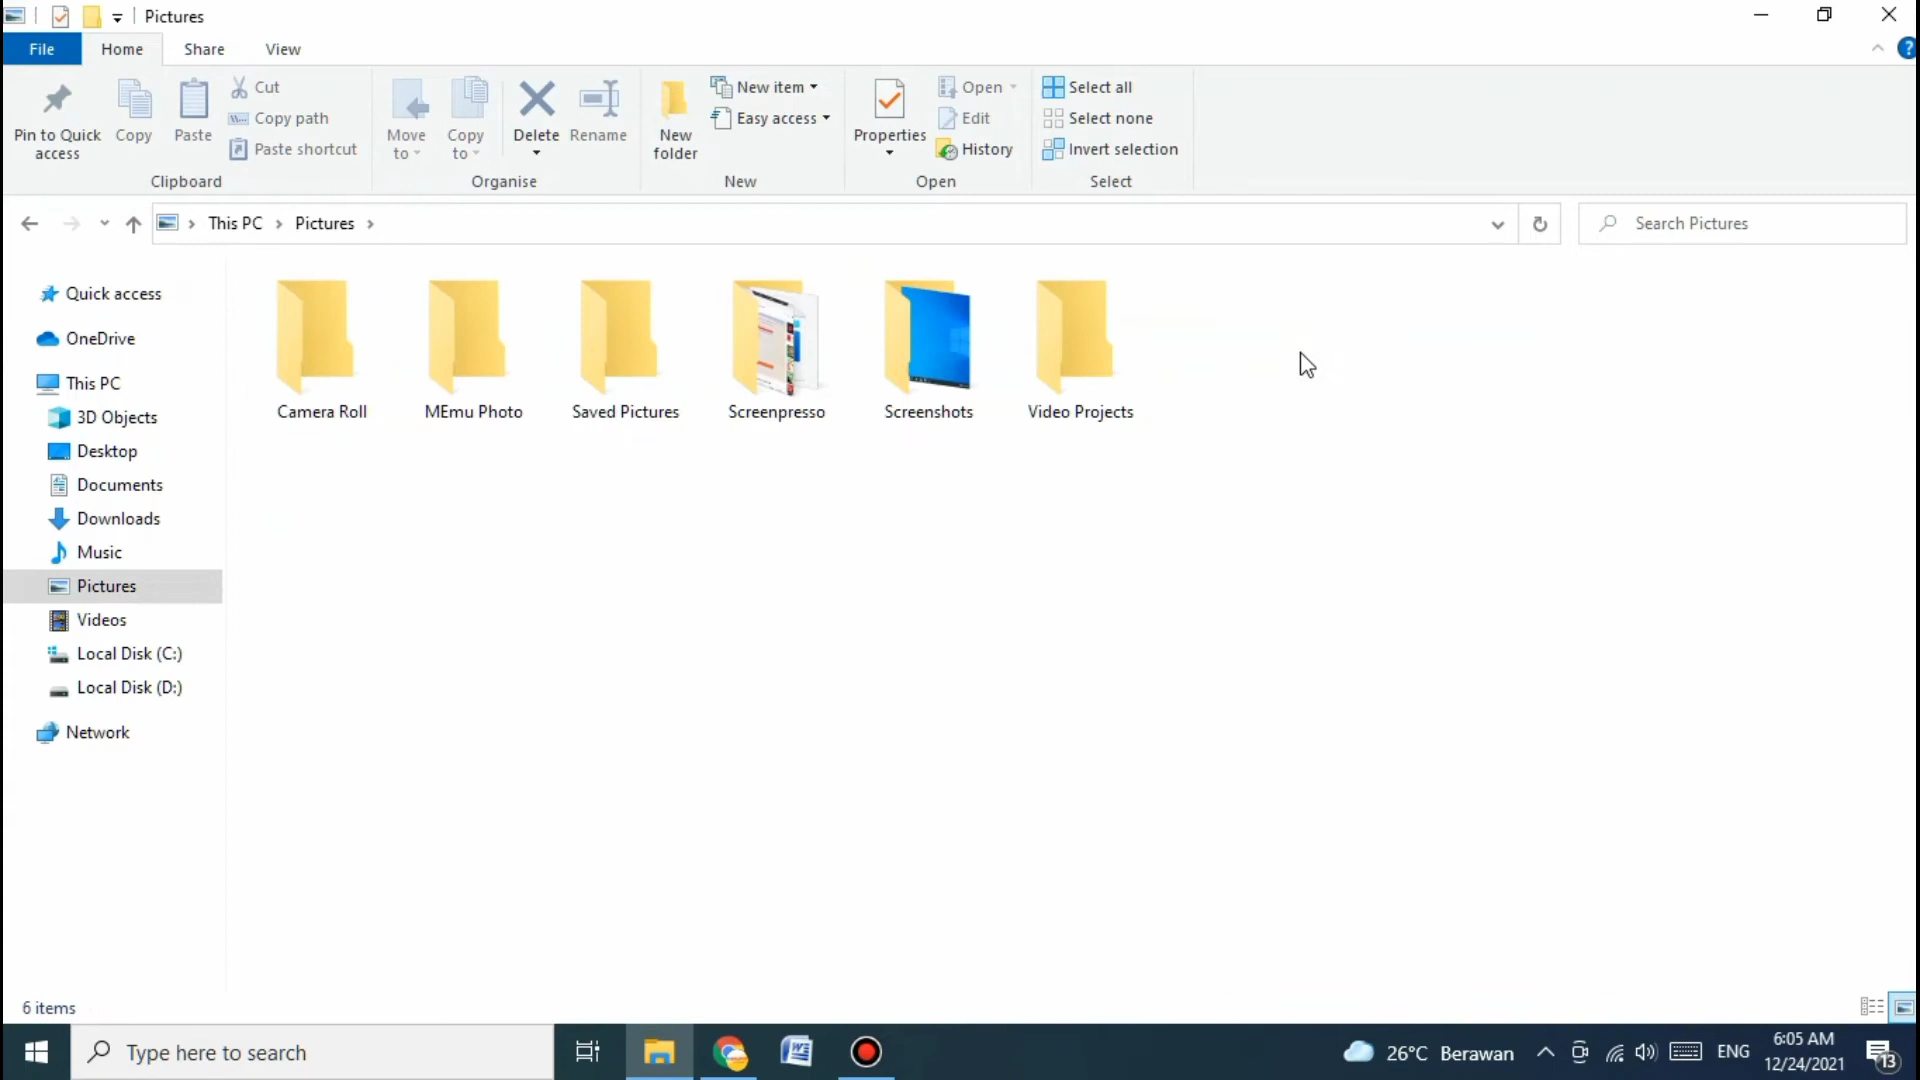 Pictures
File Home Share View
Pin to Quick access
Copy
Paste
Cut
Copy path
Paste shortcut
Clipboard
Move to
Copy to
Delete
Rename
Organise
New folder
New item
Easy access
New
Properties
Open
Edit
History
Open
Select all
Select none
Invert selection
Select
This PC Pictures
Search Pictures
Quick access
OneDrive
This PC
3D Objects
Desktop
Documents
Downloads
Music
Pictures
Videos
Local Disk (C:)
Local Disk (D:)
Network
Camera Roll
MEmu Photo
Saved Pictures
Screenpresso
Screenshots
Video Projects
6 items
Type here to search
26°C Berawan
ENG
6:05 AM
12/24/2021
13